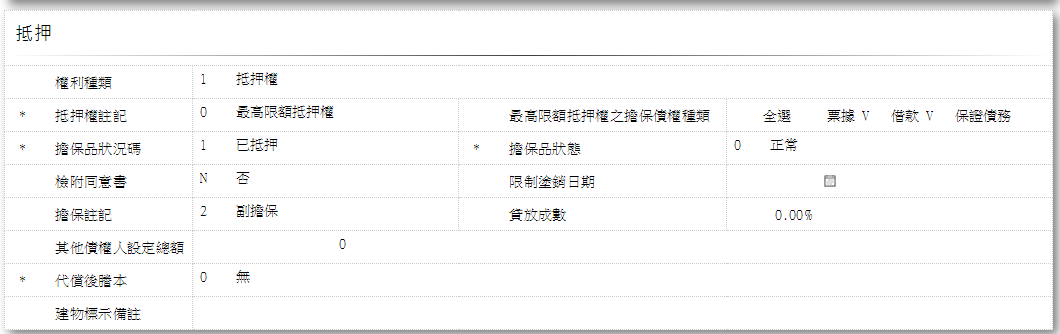 抵押
權利種類 1 抵押權
* 抵押權註記 0 最高限額抵押權 最高限額抵押權之擔保債權種類 全選 票據 V 借款 V 保證債務
* 擔保品狀況碼 1 已抵押 * 擔保品狀態 0 正常
檢附同意書 N 否 限制塗銷日期
擔保註記 2 副擔保 貸放成數 0.00%
其他債權人設定總額 0
* 代償後謄本 0 無
建物標示備註